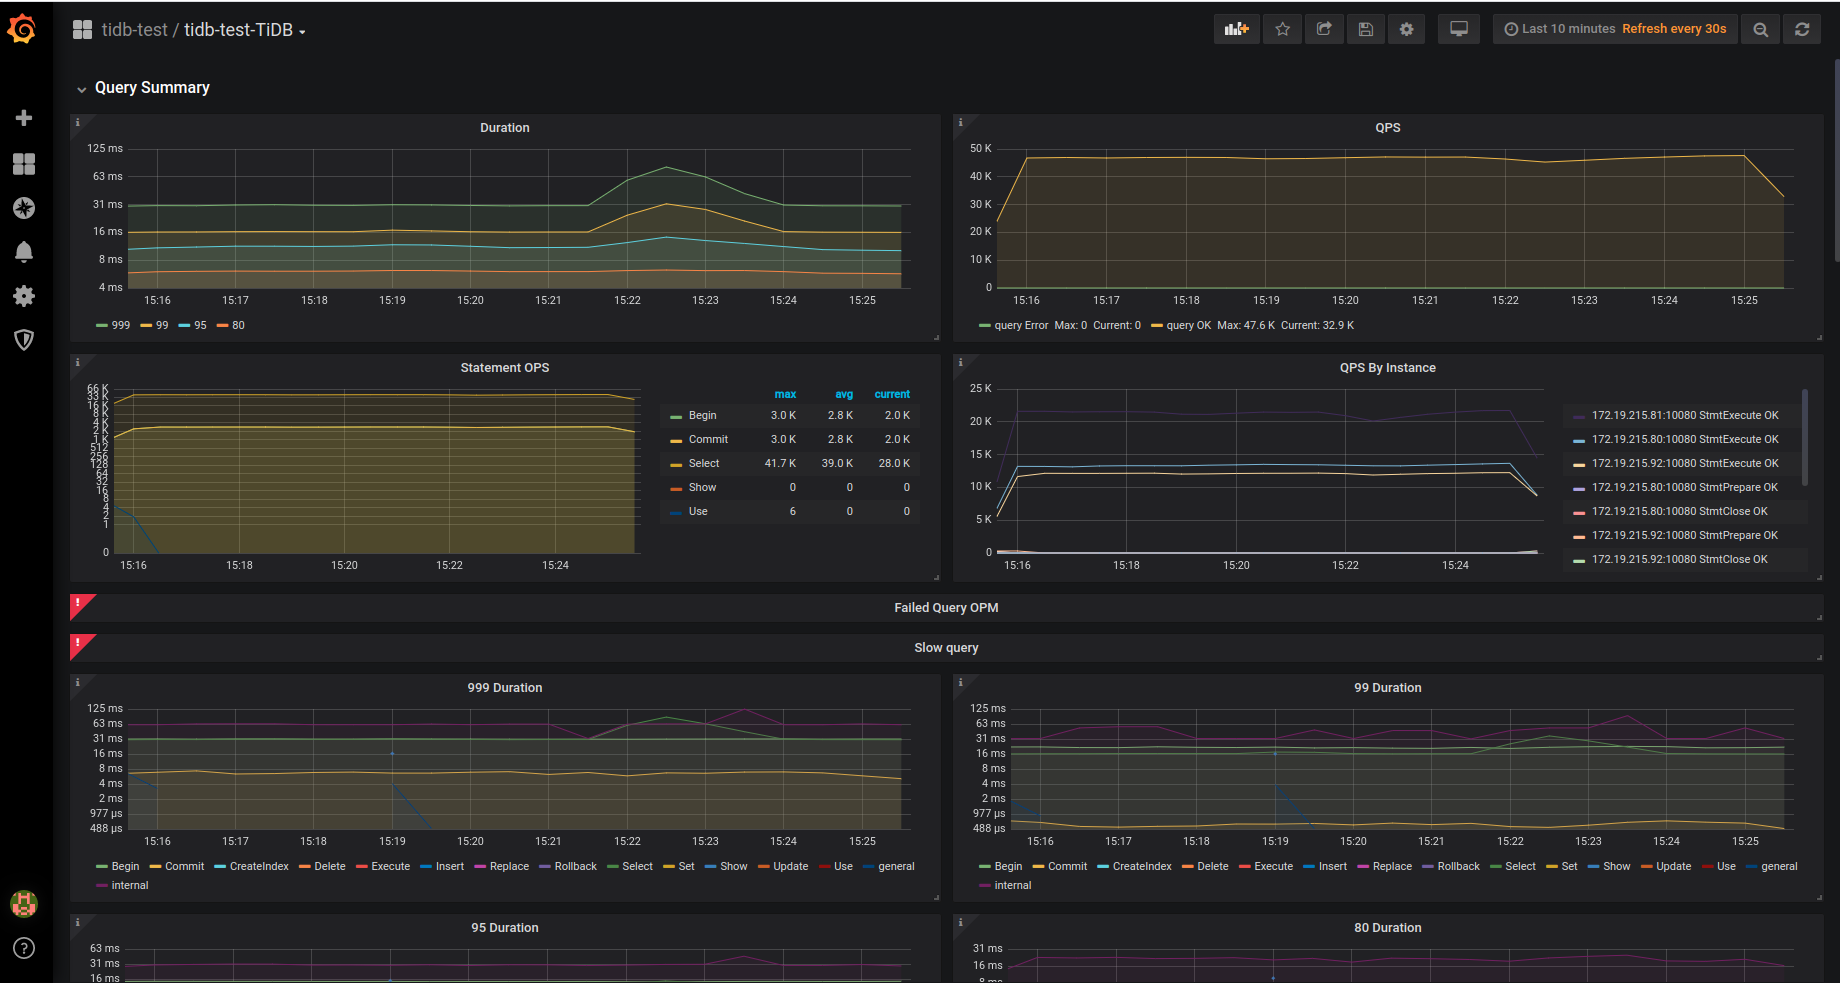 tidb-test / tidb-test-TiDB
Last 10 minutes Refresh every 30s
Query Summary
Duration
125 ms
63 ms
31 ms
16 ms
8 ms
4 ms
15:16 15:17 15:18 15:19 15:20 15:21 15:22 15:23 15:24 15:25
999 99 95 80
QPS
50 K
40 K
30 K
20 K
10 K
0
15:16 15:17 15:18 15:19 15:20 15:21 15:22 15:23 15:24 15:25
query Error Max: 0 Current: 0 query OK Max: 47.6 K Current: 32.9 K
Statement OPS
66 K
33 K
16 K
8 K
4 K
2 K
1 K
512
256
128
64
32
16
8
4
2
1
0
15:16 15:18 15:20 15:22 15:24
max avg current
Begin 3.0 K 2.8 K 2.0 K
Commit 3.0 K 2.8 K 2.0 K
Select 41.7 K 39.0 K 28.0 K
Show 0 0 0
Use 6 0 0
QPS By Instance
25 K
20 K
15 K
10 K
5 K
0
15:16 15:18 15:20 15:22 15:24
172.19.215.81:10080 StmtExecute OK
172.19.215.80:10080 StmtExecute OK
172.19.215.92:10080 StmtExecute OK
172.19.215.80:10080 StmtPrepare OK
172.19.215.80:10080 StmtClose OK
172.19.215.92:10080 StmtPrepare OK
172.19.215.92:10080 StmtClose OK
Failed Query OPM
Slow query
999 Duration
125 ms
63 ms
31 ms
16 ms
8 ms
4 ms
2 ms
977 µs
488 µs
15:16 15:17 15:18 15:19 15:20 15:21 15:22 15:23 15:24 15:25
Begin Commit CreateIndex Delete Execute Insert Replace Rollback Select Set Show Update Use general
internal
99 Duration
125 ms
63 ms
31 ms
16 ms
8 ms
4 ms
2 ms
977 µs
488 µs
15:16 15:17 15:18 15:19 15:20 15:21 15:22 15:23 15:24 15:25
Begin Commit CreateIndex Delete Execute Insert Replace Rollback Select Set Show Update Use general
internal
95 Duration
63 ms
31 ms
16 ms
80 Duration
31 ms
16 ms
8 ms